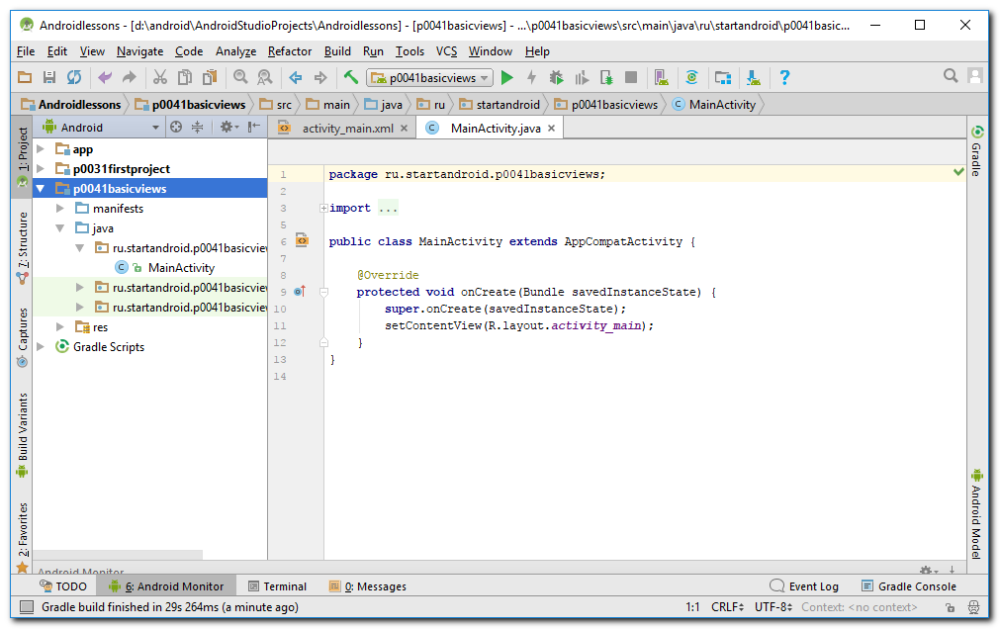 Androidlessons - [d:\android\AndroidStudioProjects\Androidlessons] - [p0041basicviews] - ...\p0041basicviews\src\main\java\ru\startandroid\p0041basic...
File Edit View Navigate Code Analyze Refactor Build Run Tools VCS Window Help
p0041basicviews
Androidlessons p0041basicviews src main java ru startandroid p0041basicviews MainActivity
1: Project
7: Structure
Captures
Build Variants
2: Favorites
Android
app
p0031firstproject
p0041basicviews
manifests
java
ru.startandroid.p0041basicview
MainActivity
ru.startandroid.p0041basicview
ru.startandroid.p0041basicview
res
Gradle Scripts
activity_main.xml MainActivity.java
1 package ru.startandroid.p0041basicviews;
2
3 import ...
5
6 public class MainActivity extends AppCompatActivity {
7
8 @Override
9 protected void onCreate(Bundle savedInstanceState) {
10 super.onCreate(savedInstanceState);
11 setContentView(R.layout.activity_main);
12 }
13 }
14
Gradle
Android Model
Android Monitor
TODO 6: Android Monitor Terminal 0: Messages Event Log Gradle Console
Gradle build finished in 29s 264ms (a minute ago) 1:1 CRLF UTF-8 Context: <no context>